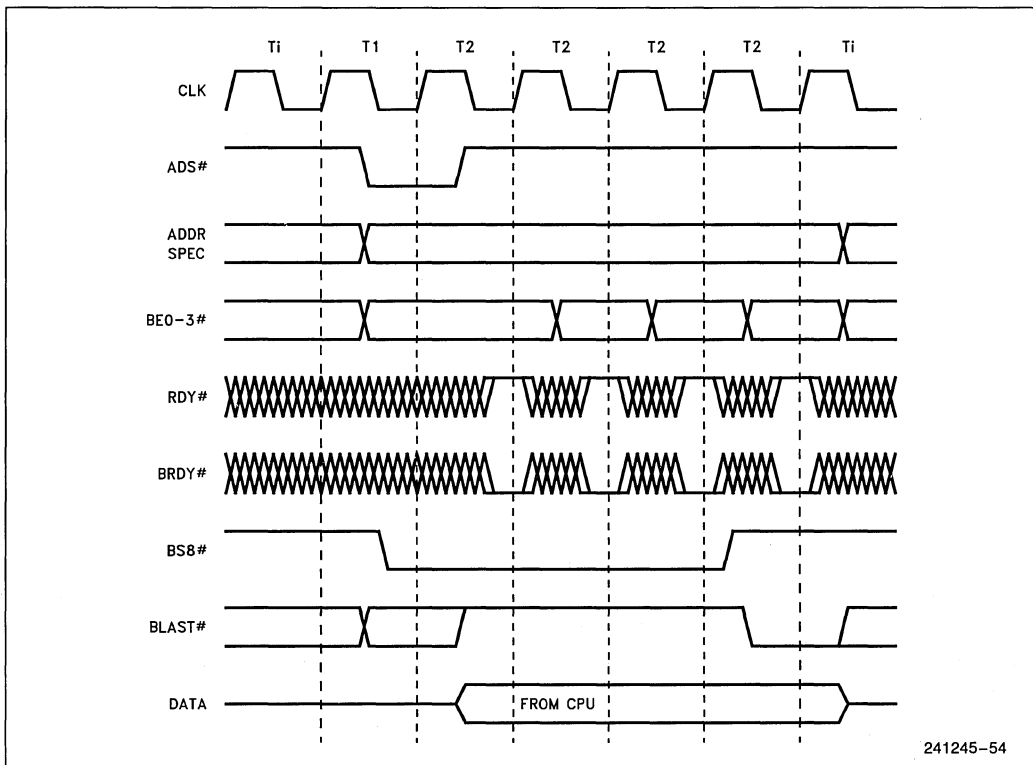 Ti T1 T2 T2 T2 T2 Ti
CLK
ADS#
ADDR
SPEC
BE0-3#
RDY#
BRDY#
BS8#
BLAST#
DATA
FROM CPU
241245-54